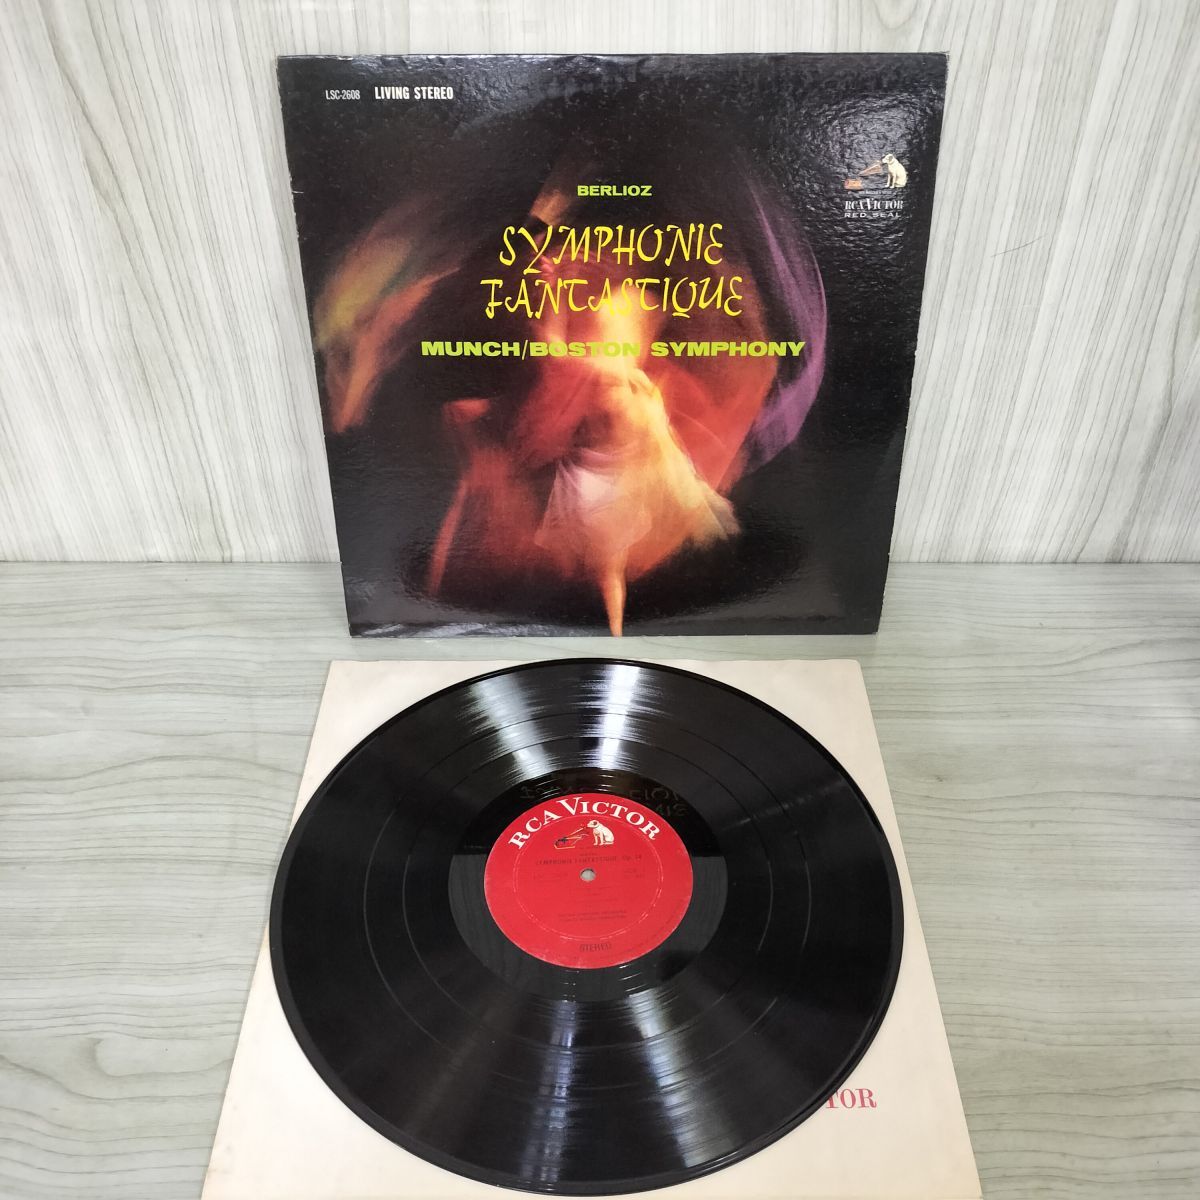 LSC-2608 LIVING STEREO
BERLIOZ
SYMPHONIE
FANTASTIQUE
MUNCH/BOSTON SYMPHONY
RCA VICTOR
RED SEAL
RCA VICTOR
SYMPHONIE FANTASTIQUE, Op. 14
STEREO
TOR